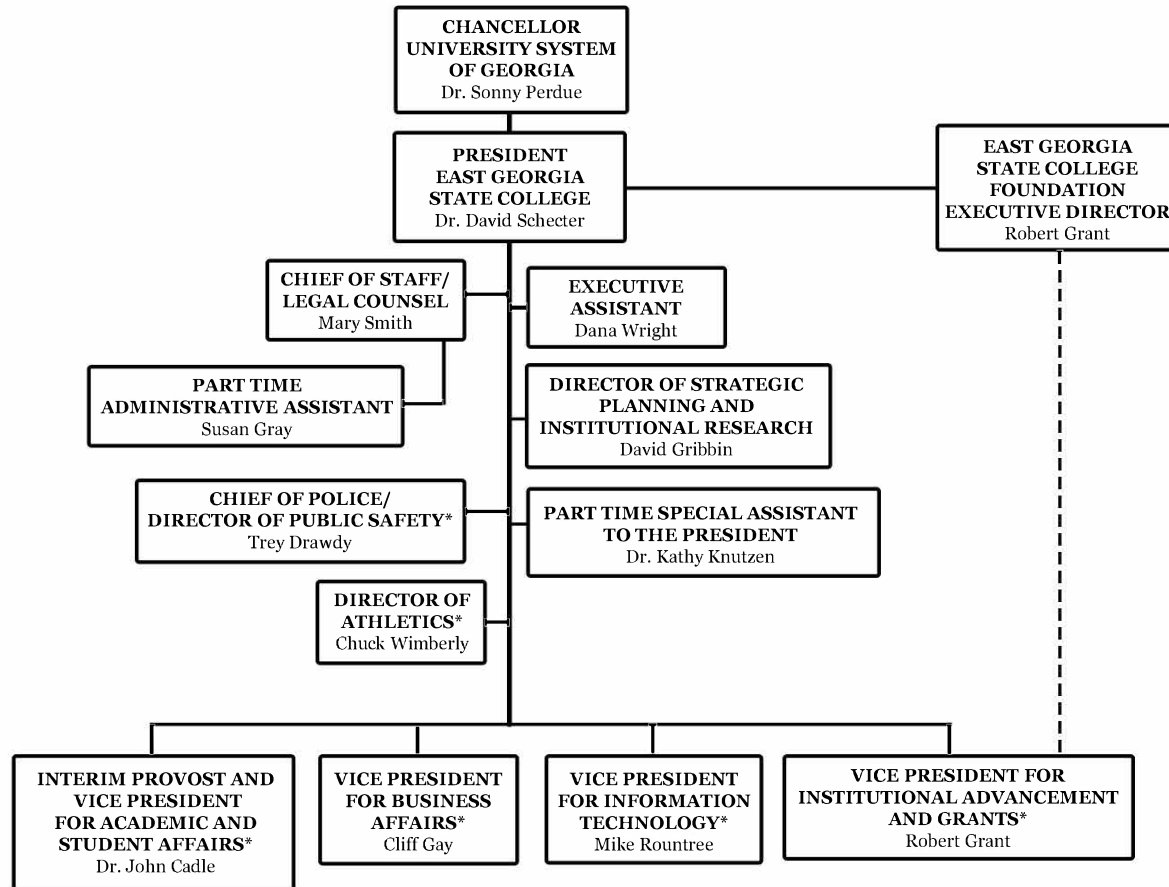 CHANCELLOR
UNIVERSITY SYSTEM
OF GEORGIA
Dr. Sonny Perdue
PRESIDENT
EAST GEORGIA
STATE COLLEGE
Dr. David Schecter
EAST GEORGIA
STATE COLLEGE
FOUNDATION
EXECUTIVE DIRECTOR
Robert Grant
CHIEF OF STAFF/
LEGAL COUNSEL
Mary Smith
EXECUTIVE
ASSISTANT
Dana Wright
PART TIME
ADMINISTRATIVE ASSISTANT
Susan Gray
DIRECTOR OF STRATEGIC
PLANNING AND
INSTITUTIONAL RESEARCH
David Gribbin
CHIEF OF POLICE/
DIRECTOR OF PUBLIC SAFETY*
Trey Drawdy
PART TIME SPECIAL ASSISTANT
TO THE PRESIDENT
Dr. Kathy Knutzen
DIRECTOR OF
ATHLETICS*
Chuck Wimberly
INTERIM PROVOST AND
VICE PRESIDENT
FOR ACADEMIC AND
STUDENT AFFAIRS*
Dr. John Cadle
VICE PRESIDENT
FOR BUSINESS
AFFAIRS*
Cliff Gay
VICE PRESIDENT
FOR INFORMATION
TECHNOLOGY*
Mike Rountree
VICE PRESIDENT FOR
INSTITUTIONAL ADVANCEMENT
AND GRANTS*
Robert Grant